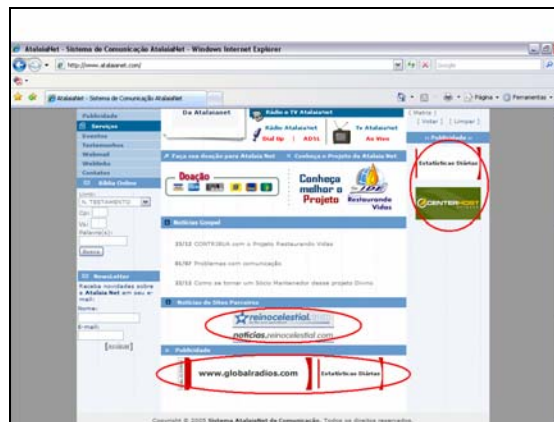 AtalaiaNet - Sistema de Comunicação AtalaiaNet - Windows Internet Explorer
http://www.atalaianet.com/
Google
AtalaiaNet - Sistema de Comunicação AtalaiaNet
Página
Ferramentas
Publicidade
Serviços
Eventos
Testemunhos
Webmail
Weblinks
Contatos
Bíblia Online
Livro:
N. TESTAMENTO
Cp:
Vs:
Palavra(s):
Busca
NewsLetter
Receba novidades sobre
o Atalaia Net em seu e-
mail:
Nome:
E-mail:
[Assinar]
Da Atalaianet
Rádio e TV AtalaiaNet
Rádio AtalaiaNet
Dial Up | ADSL
Tv AtalaiaNet
Ao Vivo
Faça sua doação para Atalaia Net
Conheça o Projeto da Atalaia Net
Doação
Conheça
melhor o
Projeto
Restaurando
Vidas
Notícias Gospel
CONTRIBUA com o Projeto Restaurando Vidas
Problemas com comunicação
Como se tornar um Sócio Mantenedor desse projeto Divino
Notícias de Sites Parceiros
reinocelestial
noticias.reinocelestial.com
Publicidade
www.globalradios.com
Estatísticas Diárias
[ Votar ] [ Limpar ]
Publicidade
Estatísticas Diárias
CENTERHOST
Copyright © 2005 Sistema AtalaiaNet de Comunicação. Todos os direitos reservados.